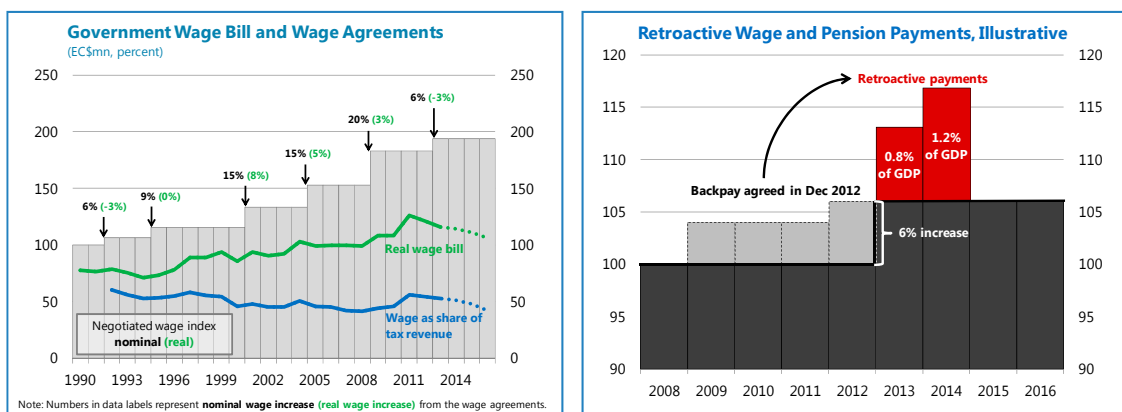 Government Wage Bill and Wage Agreements
(EC$mn, percent)
250 250
200 200
150 150
100 100
50 50
0 0
6% (-3%)
9% (0%)
15% (8%)
15% (5%)
20% (3%)
6% (-3%)
Real wage bill
Wage as share of
tax revenue
Negotiated wage index
nominal (real)
1990 1993 1996 1999 2002 2005 2008 2011 2014
Note: Numbers in data labels represent nominal wage increase (real wage increase) from the wage agreements.
Retroactive Wage and Pension Payments, Illustrative
120 120
115 115
110 110
105 105
100 100
95 95
90 90
Retroactive payments
1.2%
of GDP
0.8%
of GDP
Backpay agreed in Dec 2012
6% increase
2008 2009 2010 2011 2012 2013 2014 2015 2016